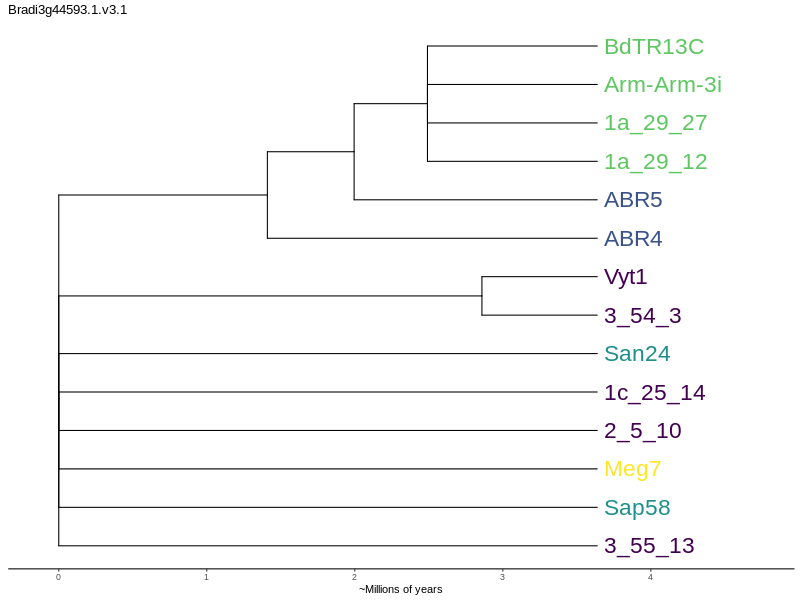 Bradi3g44593.1.v3.1
BdTR13C
Arm-Arm-3i
1a_29_27
1a_29_12
ABR5
ABR4
Vyt1
3_54_3
San24
1c_25_14
2_5_10
Meg7
Sap58
3_55_13
0 1 2 3 4
~Millions of years